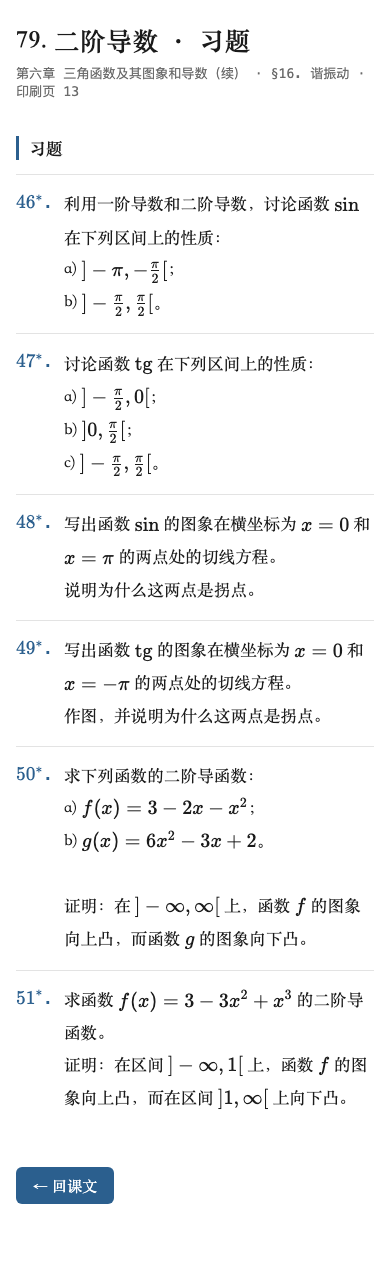 79. 二阶导数 · 习题
第六章 三角函数及其图象和导数（续） · §16. 谐振动 ·
印刷页 13
习题
46*. 利用一阶导数和二阶导数，讨论函数 sin
在下列区间上的性质：
a) ] − π, −π/2 [；
b) ] − π/2, π/2 [。
47*. 讨论函数 tg 在下列区间上的性质：
a) ] − π/2, 0[；
b) ]0, π/2 [；
c) ] − π/2, π/2 [。
48*. 写出函数 sin 的图象在横坐标为 x = 0 和
x = π 的两点处的切线方程。
说明为什么这两点是拐点。
49*. 写出函数 tg 的图象在横坐标为 x = 0 和
x = −π 的两点处的切线方程。
作图，并说明为什么这两点是拐点。
50*. 求下列函数的二阶导函数：
a) f(x) = 3 − 2x − x²；
b) g(x) = 6x² − 3x + 2。
证明：在 ] − ∞, ∞[ 上，函数 f 的图象
向上凸，而函数 g 的图象向下凸。
51*. 求函数 f(x) = 3 − 3x² + x³ 的二阶导
函数。
证明：在区间 ] − ∞, 1[ 上，函数 f 的图
象向上凸，而在区间 ]1, ∞[ 上向下凸。
← 回课文